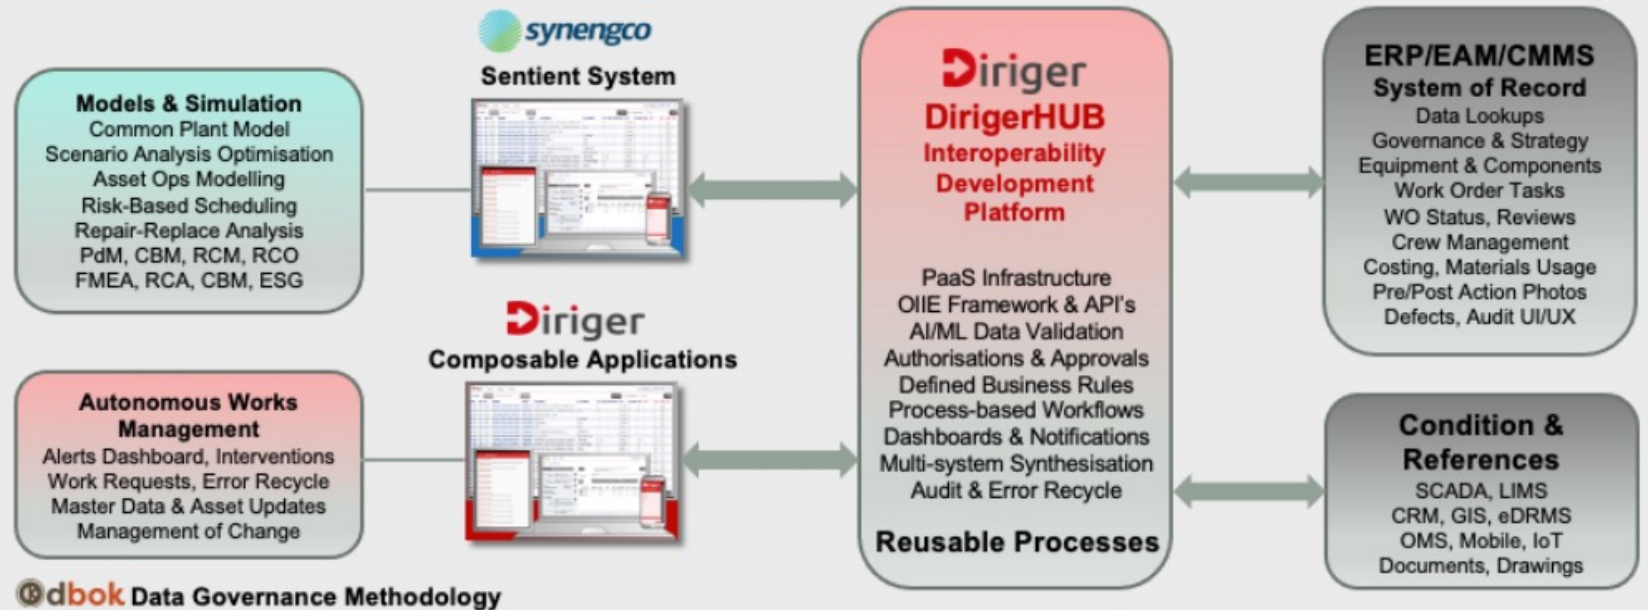 Models & Simulation
Common Plant Model
Scenario Analysis Optimisation
Asset Ops Modelling
Risk-Based Scheduling
Repair-Replace Analysis
PdM, CBM, RCM, RCO
FMEA, RCA, CBM, ESG
Autonomous Works
Management
Alerts Dashboard, Interventions
Work Requests, Error Recycle
Master Data & Asset Updates
Management of Change
dbok Data Governance Methodology
synengco
Sentient System
Diriger
Composable Applications
Diriger
DirigerHUB
Interoperability
Development
Platform
PaaS Infrastructure
OIIE Framework & API's
AI/ML Data Validation
Authorisations & Approvals
Defined Business Rules
Process-based Workflows
Dashboards & Notifications
Multi-system Synthesisation
Audit & Error Recycle
Reusable Processes
ERP/EAM/CMMS
System of Record
Data Lookups
Governance & Strategy
Equipment & Components
Work Order Tasks
WO Status, Reviews
Crew Management
Costing, Materials Usage
Pre/Post Action Photos
Defects, Audit UI/UX
Condition &
References
SCADA, LIMS
CRM, GIS, eDRMS
OMS, Mobile, IoT
Documents, Drawings